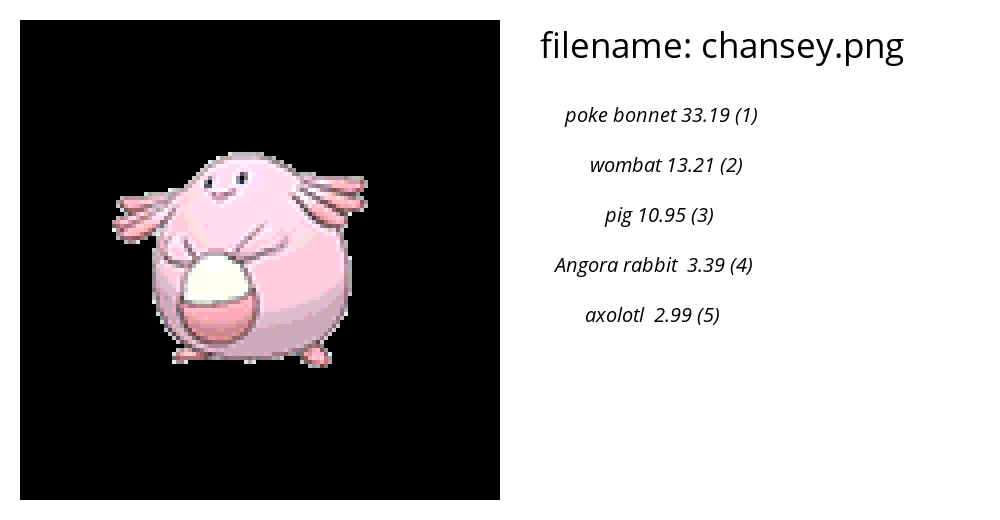 filename: chansey.png
poke bonnet 33.19 (1)
wombat 13.21 (2)
pig 10.95 (3)
Angora rabbit  3.39 (4)
axolotl  2.99 (5)